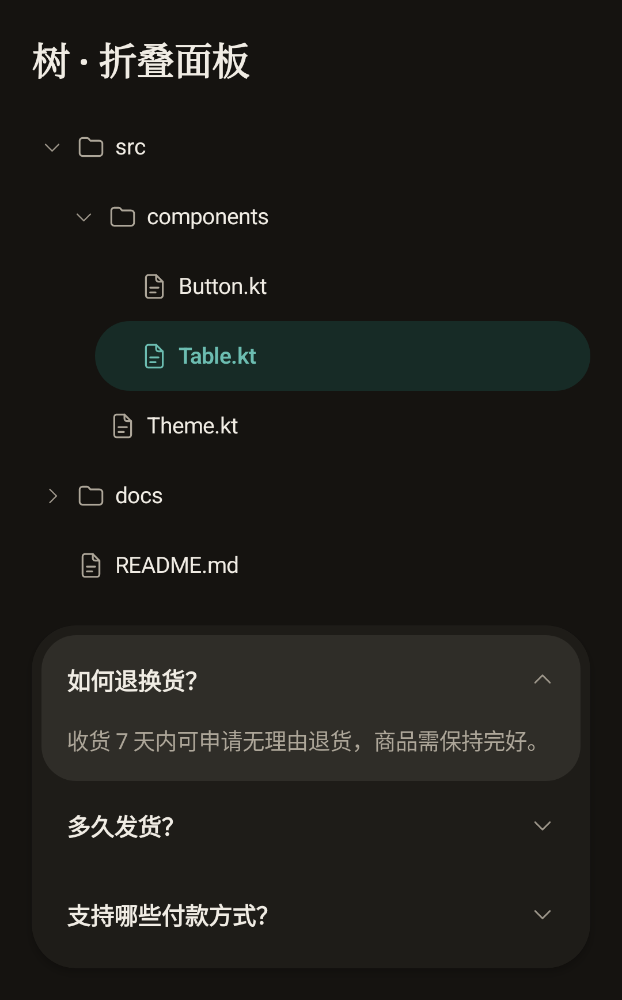 树 · 折叠面板
src
components
Button.kt
Table.kt
Theme.kt
docs
README.md
如何退换货？
收货 7 天内可申请无理由退货，商品需保持完好。
多久发货？
支持哪些付款方式？